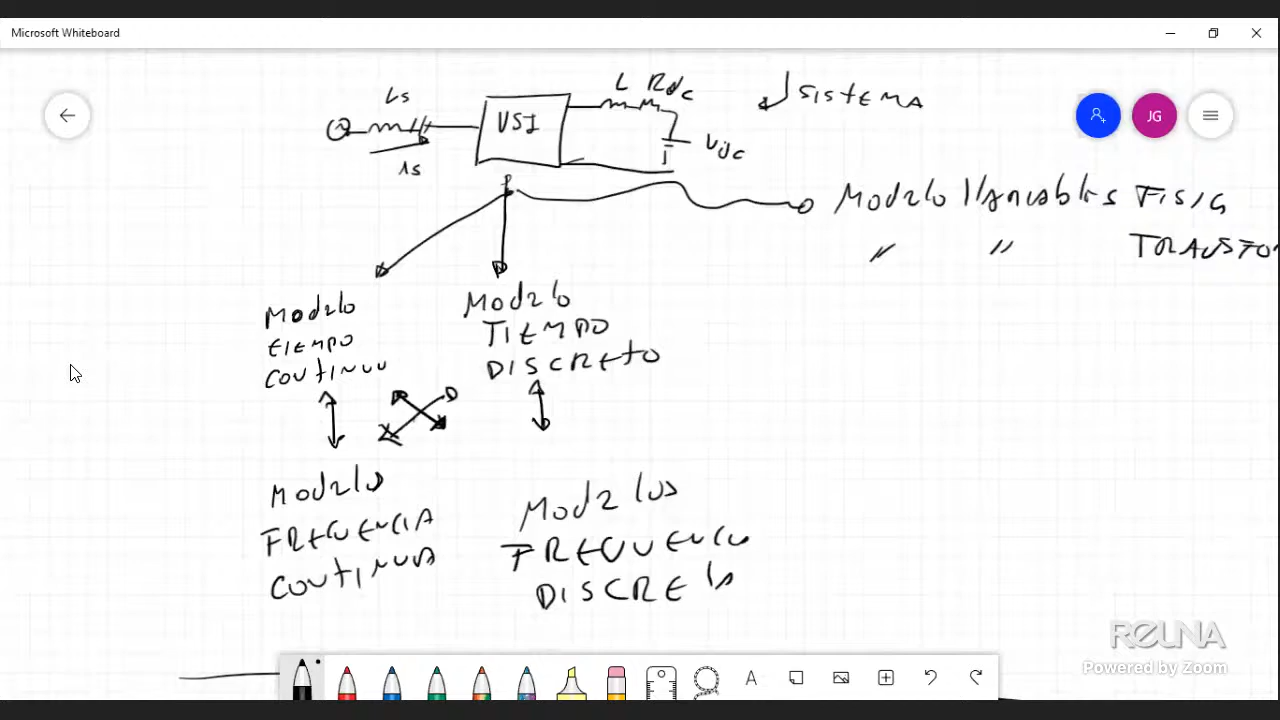 Microsoft Whiteboard
JG
Ls
is
VSI
L Rdc
Vdc
SISTEMA
Modelo Variables FISIC
" " TRANSFO
Modelo
TIEMPO
CONTINUO
Modelo
TIEMPO
DISCRETO
Modelo
FRECUENCIA
CONTINUA
Modelos
FRECUENCIA
DISCRETA
A
REUNA
Powered by Zoom